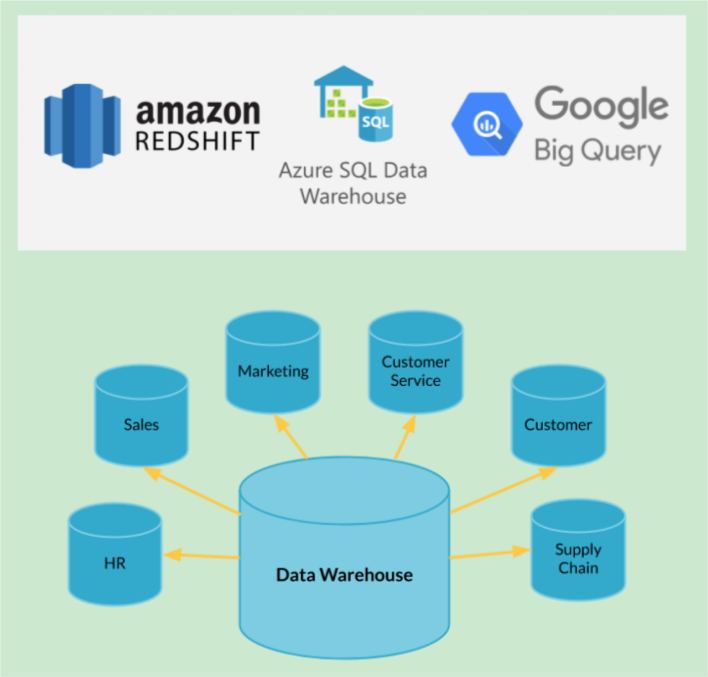 amazon
REDSHIFT
SQL
Azure SQL Data
Warehouse
Google
Big Query
Marketing
Customer
Service
Sales
Customer
HR
Data Warehouse
Supply
Chain